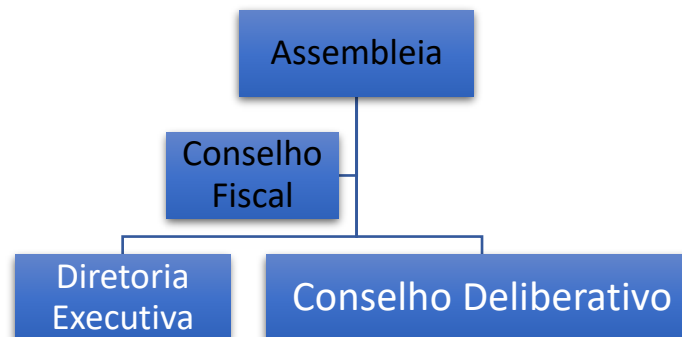 Assembleia
Conselho
Fiscal
Diretoria
Executiva
Conselho Deliberativo